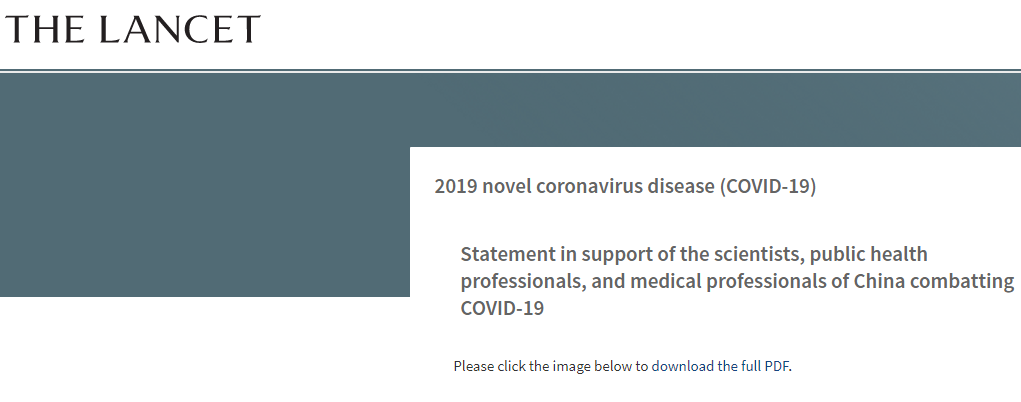 THE LANCET
2019 novel coronavirus disease (COVID-19)
Statement in support of the scientists, public health
professionals, and medical professionals of China combatting
COVID-19
Please click the image below to download the full PDF.